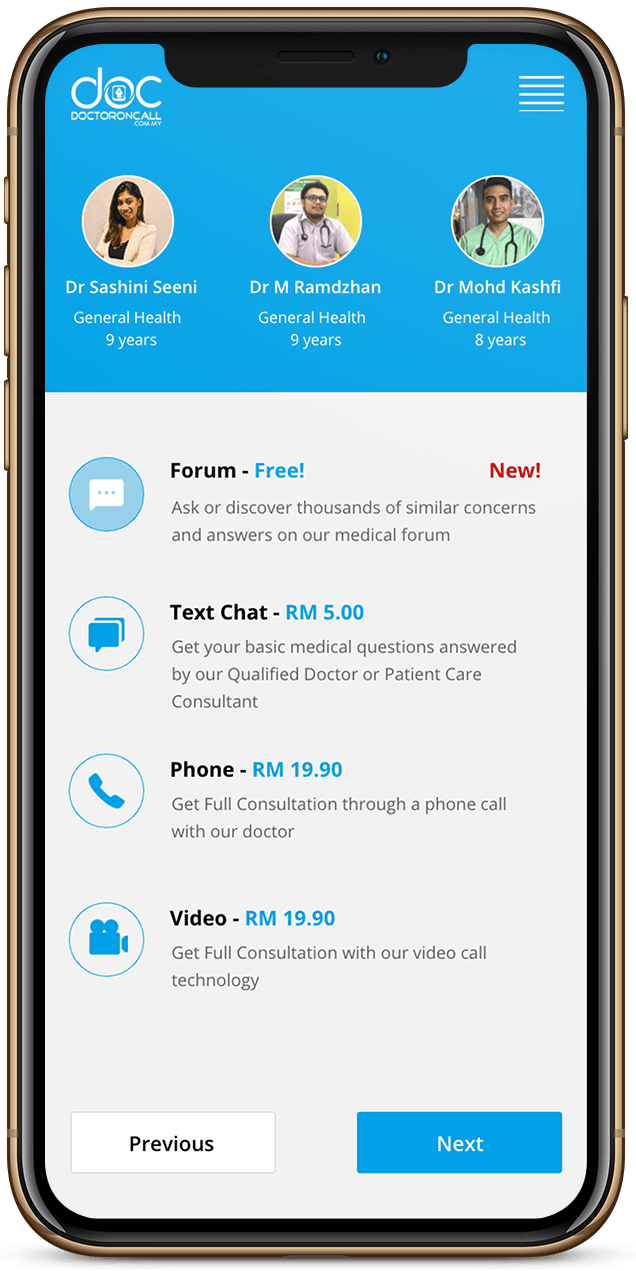 doc
DOCTORONCALL
.COM.MY
Dr Sashini Seeni
General Health
9 years
Dr M Ramdzhan
General Health
9 years
Dr Mohd Kashfi
General Health
8 years
Forum - Free!
New!
Ask or discover thousands of similar concerns
and answers on our medical forum
Text Chat - RM 5.00
Get your basic medical questions answered
by our Qualified Doctor or Patient Care
Consultant
Phone - RM 19.90
Get Full Consultation through a phone call
with our doctor
Video - RM 19.90
Get Full Consultation with our video call
technology
Previous
Next